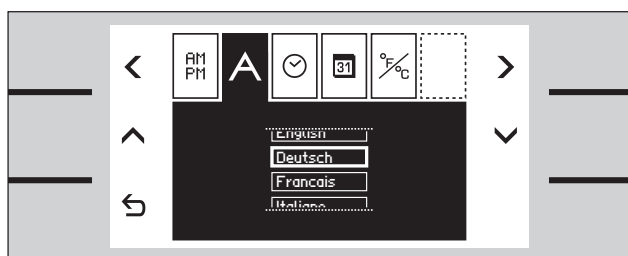 AM
PM
A
31
°F/°C
English
Deutsch
Francais
Italiano